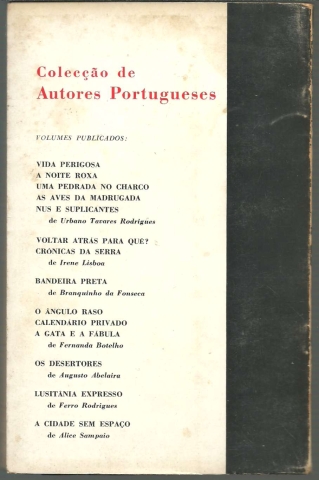 Colecção de
Autores Portugueses
VOLUMES PUBLICADOS:
VIDA PERIGOSA
A NOITE ROXA
UMA PEDRADA NO CHARCO
AS AVES DA MADRUGADA
NUS E SUPLICANTES
de Urbano Tavares Rodrigues
VOLTAR ATRÁS PARA QUÊ?
CRÓNICAS DA SERRA
de Irene Lisboa
BANDEIRA PRETA
de Branquinho da Fonseca
O ÂNGULO RASO
CALENDÁRIO PRIVADO
A GATA E A FÁBULA
de Fernanda Botelho
OS DESERTORES
de Augusto Abelaira
LUSITANIA EXPRESSO
de Ferro Rodrigues
A CIDADE SEM ESPAÇO
de Alice Sampaio